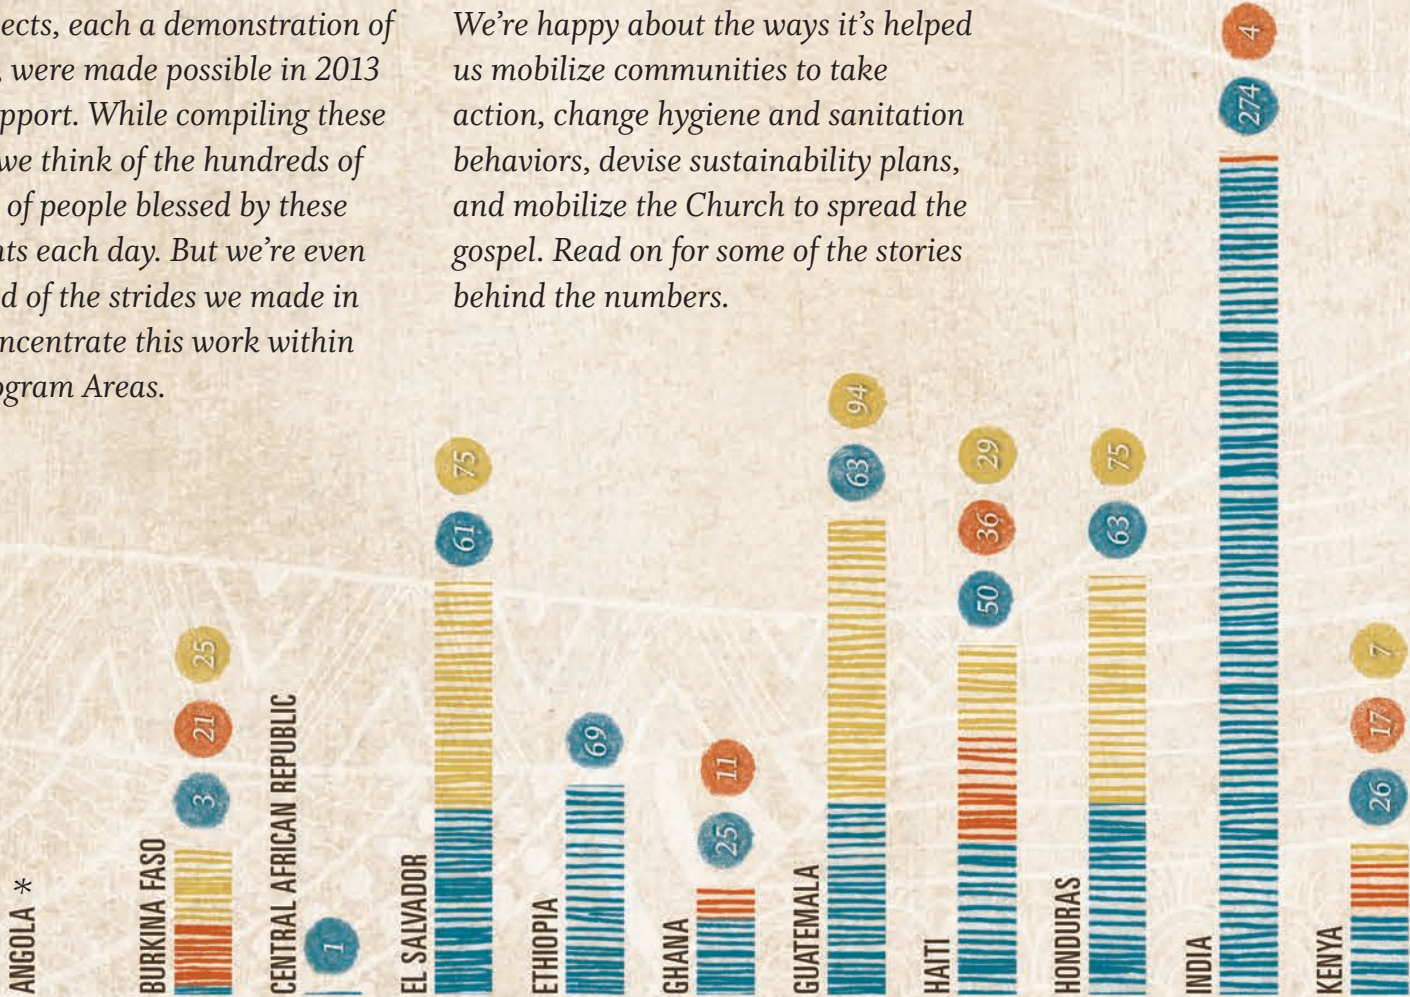 ects, each a demonstration of
, were made possible in 2013
pport. While compiling these
we think of the hundreds of
of people blessed by these
nts each day. But we’re even
d of the strides we made in
ncentrate this work within
ogram Areas.
We’re happy about the ways it’s helped
us mobilize communities to take
action, change hygiene and sanitation
behaviors, devise sustainability plans,
and mobilize the Church to spread the
gospel. Read on for some of the stories
behind the numbers.
ANGOLA *
BURKINA FASO
3
21
25
CENTRAL AFRICAN REPUBLIC
1
EL SALVADOR
61
75
ETHIOPIA
69
GHANA
25
11
GUATEMALA
63
94
HAITI
50
36
29
HONDURAS
63
75
INDIA
274
4
KENYA
26
17
7